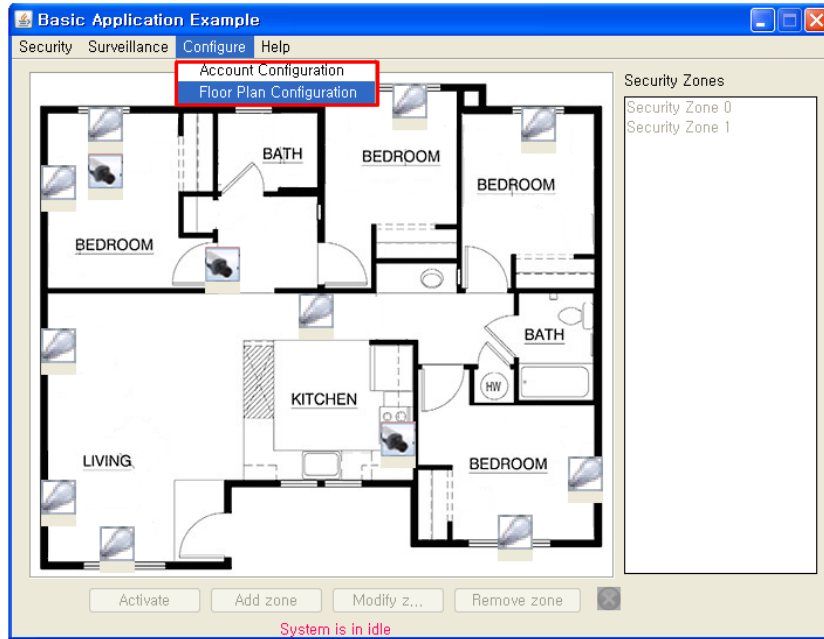 Basic Application Example
Security Surveillance Configure Help
Account Configuration
Floor Plan Configuration
Security Zones
Security Zone 0
Security Zone 1
BATH
BEDROOM
BEDROOM
BEDROOM
BATH
HW
KITCHEN
LIVING
BEDROOM
Activate Add zone Modify z... Remove zone
System is in idle